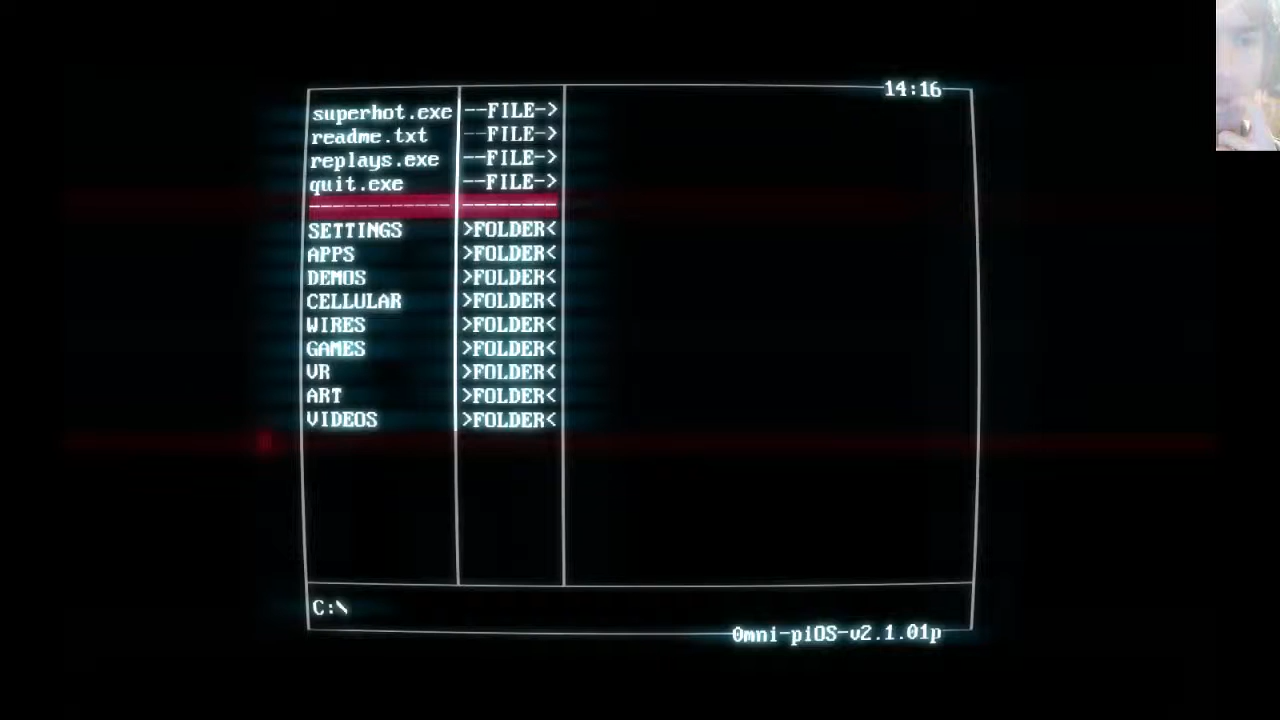 14:16
superhot.exe --FILE->
readme.txt --FILE->
replays.exe --FILE->
quit.exe --FILE->
------------ --------
SETTINGS >FOLDER<
APPS >FOLDER<
DEMOS >FOLDER<
CELLULAR >FOLDER<
WIRES >FOLDER<
GAMES >FOLDER<
VR >FOLDER<
ART >FOLDER<
VIDEOS >FOLDER<
C:\
0mni-piOS-v2.1.01p